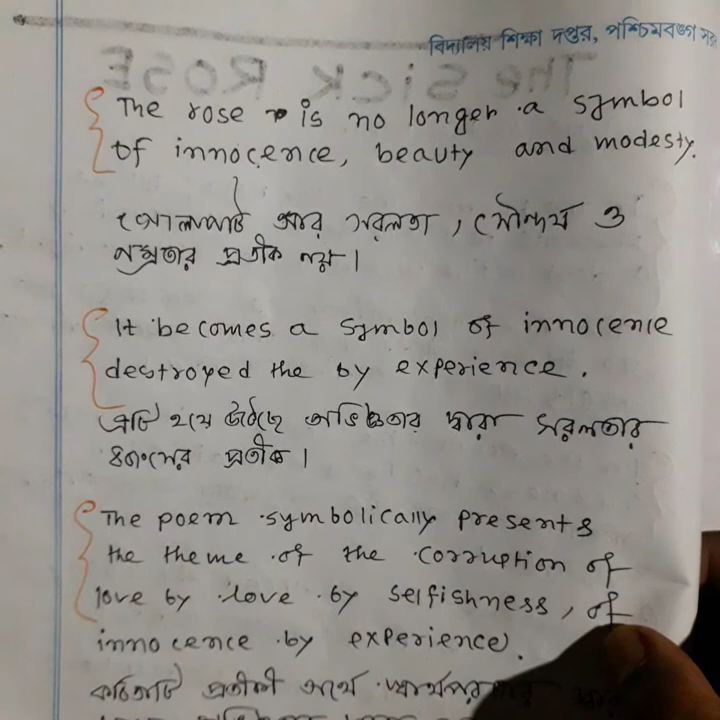 বিদ্যালয় শিক্ষা দপ্তর, পশ্চিমবঙ্গ
The SICK ROSE
The rose is no longer a symbol
of innocence, beauty and modesty.
গোলাপটি আর সরলতা, সৌন্দর্য ও
নম্রতার প্রতীক নয়।
It becomes a symbol of innocence
destroyed the by experience.
এটি হয়ে উঠেছে অভিজ্ঞতার দ্বারা সরলতার
ধ্বংসের প্রতীক।
The poem symbolically presents
the theme of the corruption of
love by love by selfishness, of
innocence by experience.
কবিতাটি প্রতীকী অর্থে